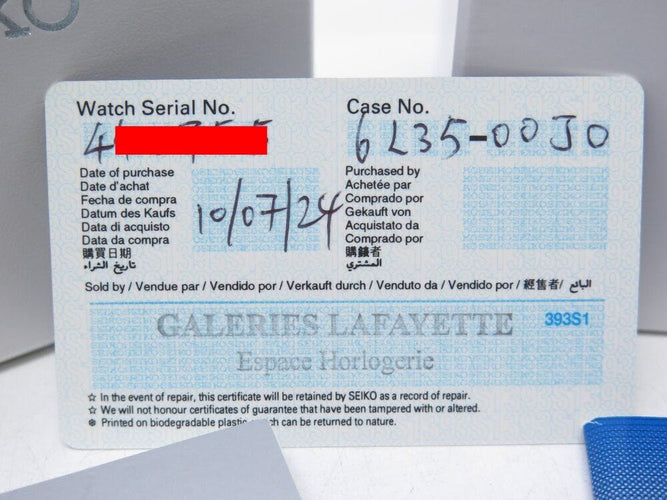 KO
Watch Serial No.
Case No.
6L35-00J0
Date of purchase
Date d'achat
Fecha de compra
Datum des Kaufs
Data di acquisto
Data da compra
購買日期
تاريخ الشراء
10/07/24
Purchased by
Achetée par
Comprado por
Gekauft von
Acquistato da
Comprado por
購錶者
المشتري
Sold by / Vendue par / Vendido por / Verkauft durch / Venduto da / Vendido por / 經售者/ البائع
GALERIES LAFAYETTE
393S1
Espace Horlogerie
☆ In the event of repair, this certificate will be retained by SEIKO as a record of repair.
☆ We will not honour certificates of guarantee that have been tampered with or altered.
Printed on biodegradable plastic which can be returned to nature.